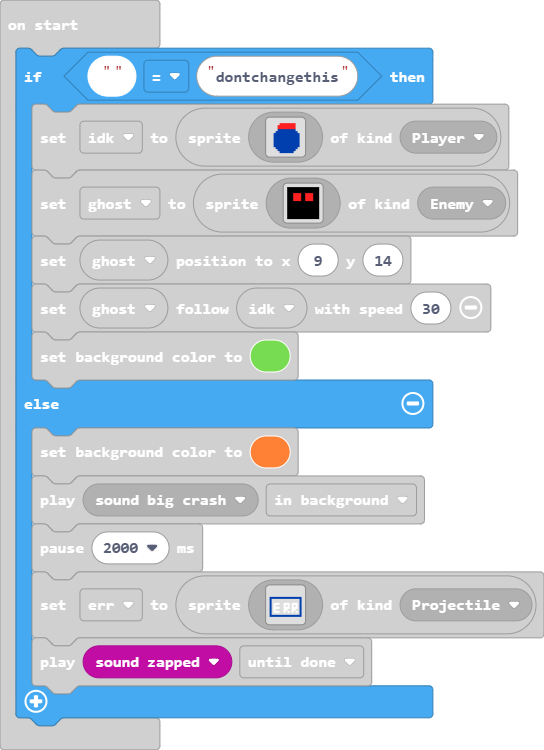 on start
if " " = "dontchangethis" then
set idk to sprite of kind Player
set ghost to sprite of kind Enemy
set ghost position to x 9 y 14
set ghost follow idk with speed 30
set background color to
else
set background color to
play sound big crash in background
pause 2000 ms
set err to sprite ERR of kind Projectile
play sound zapped until done